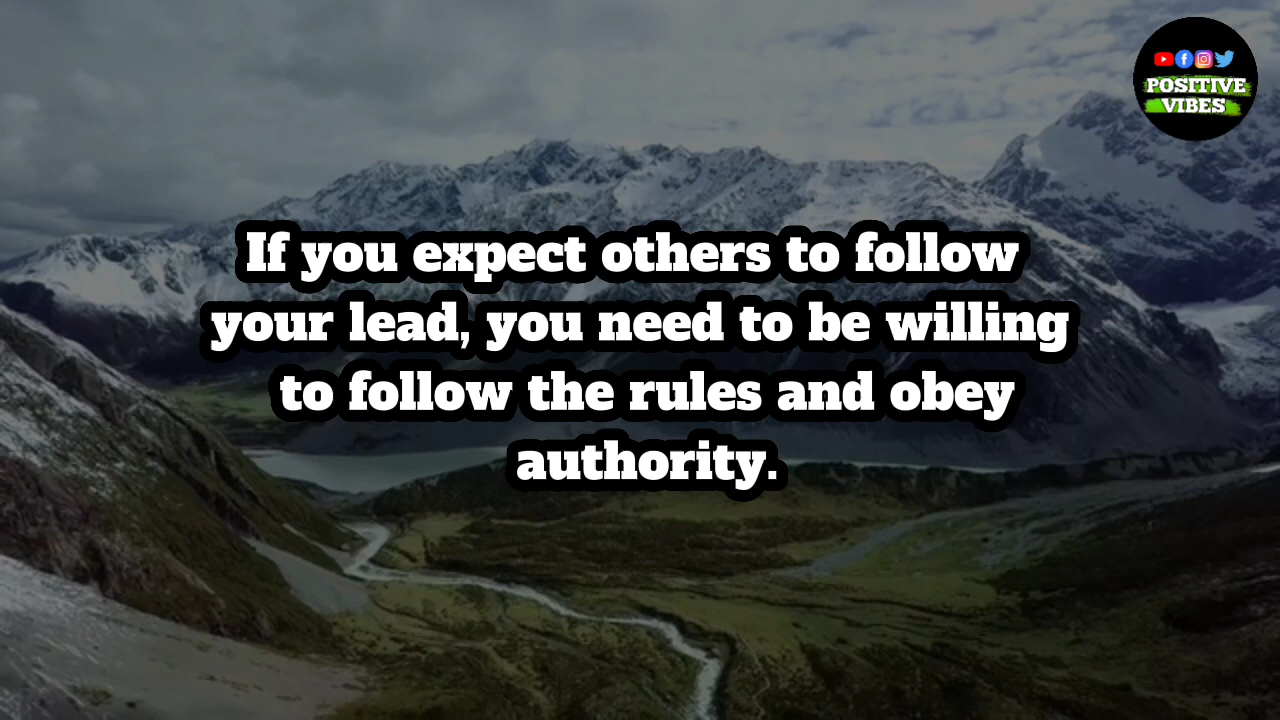 POSITIVE
VIBES
If you expect others to follow
your lead, you need to be willing
to follow the rules and obey
authority.